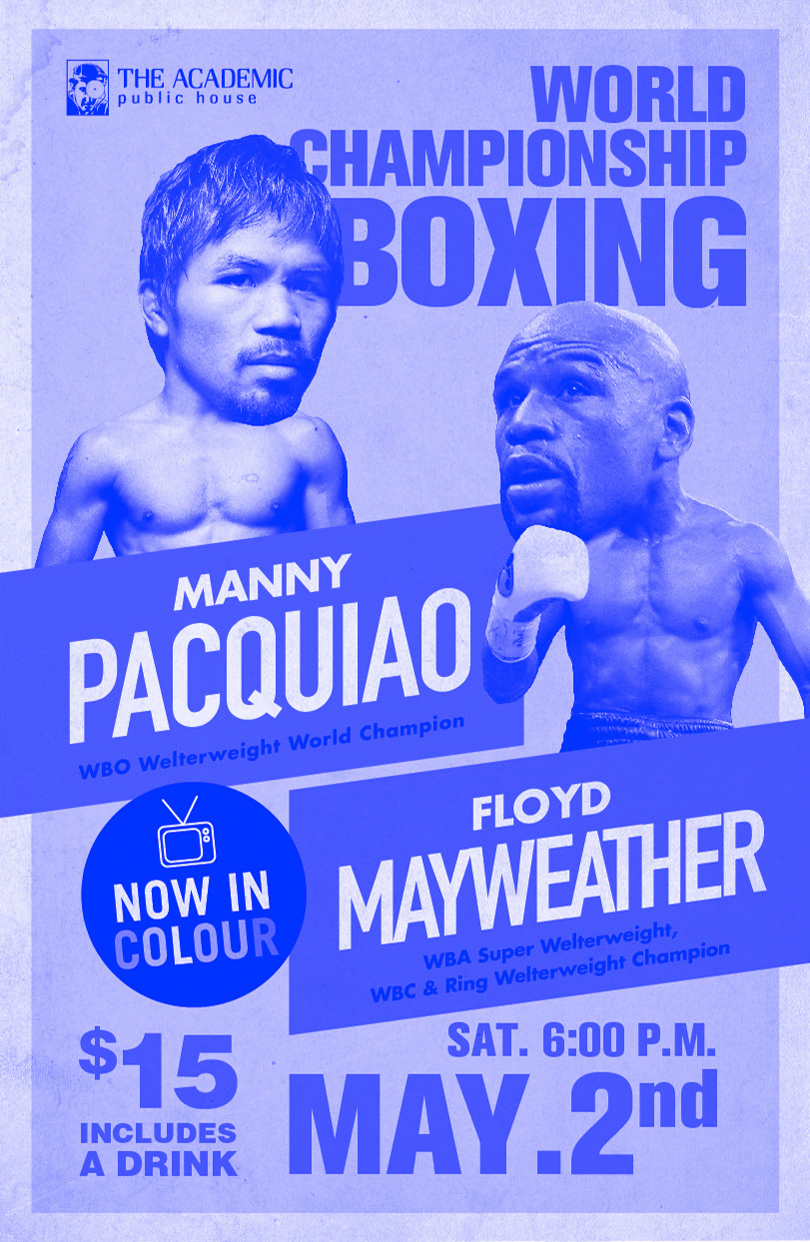 THE ACADEMIC
public house
WORLD
CHAMPIONSHIP
BOXING
MANNY
PACQUIAO
WBO Welterweight World Champion
FLOYD
MAYWEATHER
WBA Super Welterweight,
WBC & Ring Welterweight Champion
NOW IN
COLOUR
$15
INCLUDES
A DRINK
SAT. 6:00 P.M.
MAY.2nd